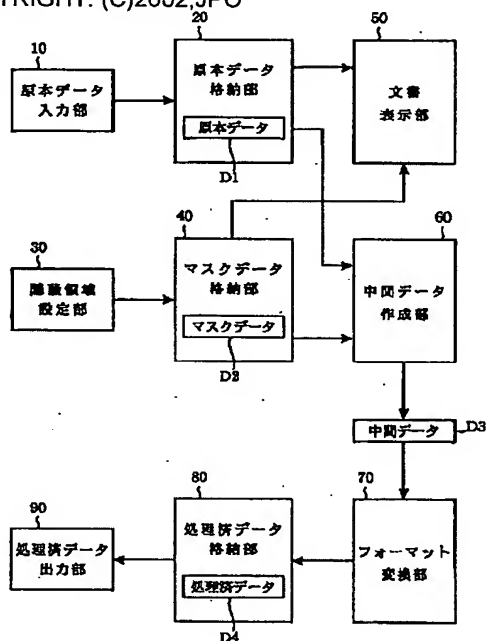 TRIGHT: (C)2002,JPO
10
原本データ
入力部
20
原本データ
格納部
原本データ
D1
50
文書
表示部
30
隠蔽領域
設定部
40
マスクデータ
格納部
マスクデータ
D2
60
中間データ
作成部
中間データ
D3
70
フォーマット
変換部
80
処理済データ
格納部
処理済データ
D4
90
処理済データ
出力部